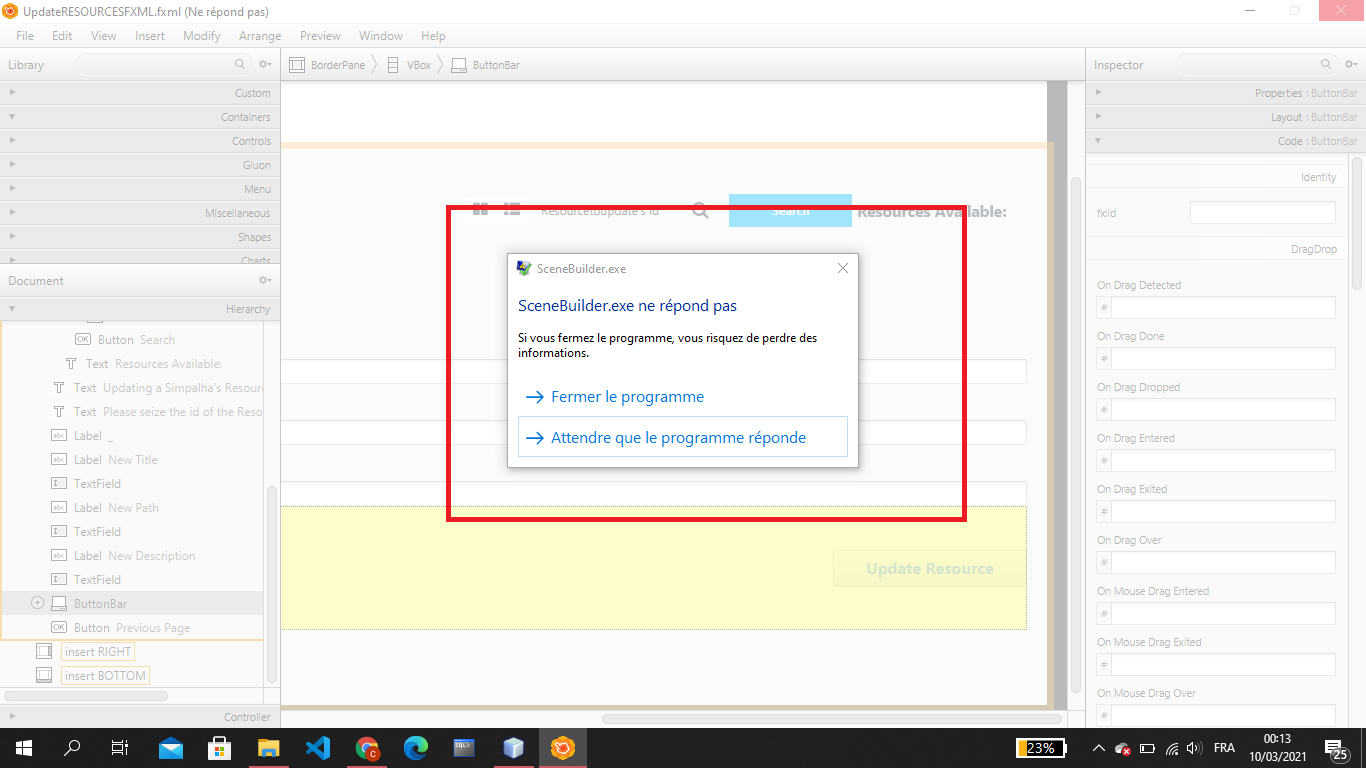 UpdateRESOURCESFXML.fxml (Ne répond pas)
File Edit View Insert Modify Arrange Preview Window Help
Library
Custom
Containers
Controls
Gluon
Menu
Miscellaneous
Shapes
Charts
Document
Hierarchy
Button Search
Text Resources Available:
Text Updating a Simpalha's Resour
Text Please seize the id of the Reso
Label _
Label New Title
TextField
Label New Path
TextField
Label New Description
TextField
ButtonBar
Button Previous Page
insert RIGHT
insert BOTTOM
Controller
BorderPane VBox ButtonBar
Resourcetoupdate's id Search Resources Available:
SceneBuilder.exe
SceneBuilder.exe ne répond pas
Si vous fermez le programme, vous risquez de perdre des
informations.
Fermer le programme
Attendre que le programme réponde
Update Resource
Inspector
Properties : ButtonBar
Layout : ButtonBar
Code : ButtonBar
Identity
fx:id
DragDrop
On Drag Detected
#
On Drag Done
#
On Drag Dropped
#
On Drag Entered
#
On Drag Exited
#
On Drag Over
#
On Mouse Drag Entered
#
On Mouse Drag Exited
#
On Mouse Drag Over
#
SQL
23%
FRA
00:13
10/03/2021
25